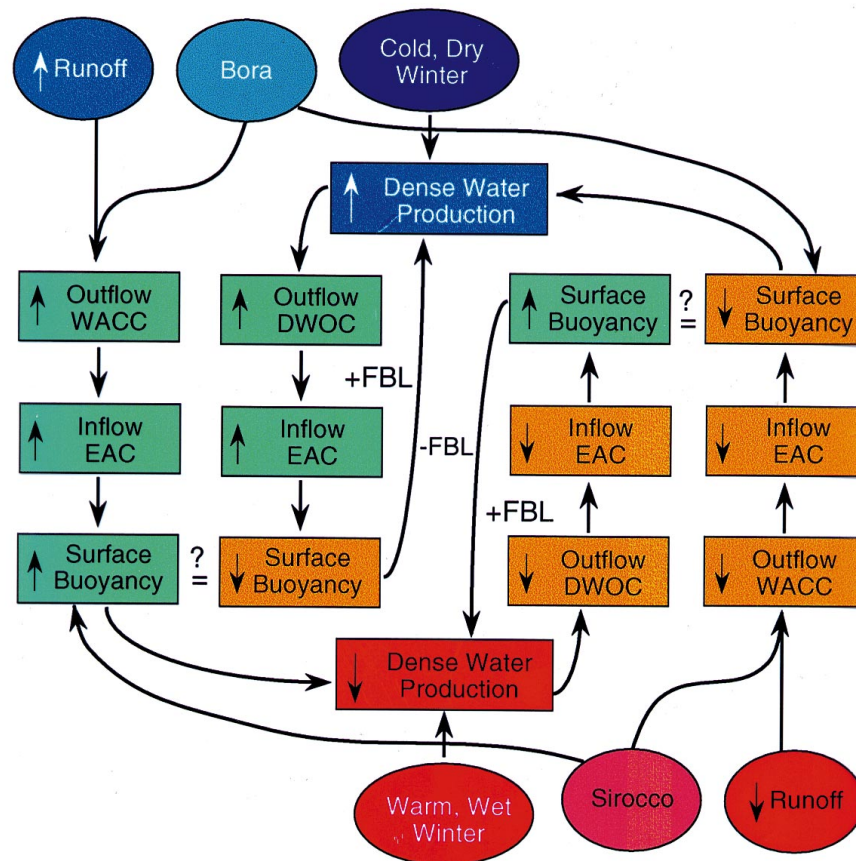 ↑ Runoff
Bora
Cold, Dry
Winter
↑ Dense Water
Production
↑ Outflow
WACC
↑ Outflow
DWOC
↑ Surface
Buoyancy
?
=
↓ Surface
Buoyancy
+FBL
↑ Inflow
EAC
↑ Inflow
EAC
-FBL
↓ Inflow
EAC
↓ Inflow
EAC
+FBL
↑ Surface
Buoyancy
?
=
↓ Surface
Buoyancy
↓ Outflow
DWOC
↓ Outflow
WACC
↓ Dense Water
Production
Warm, Wet
Winter
Sirocco
↓ Runoff